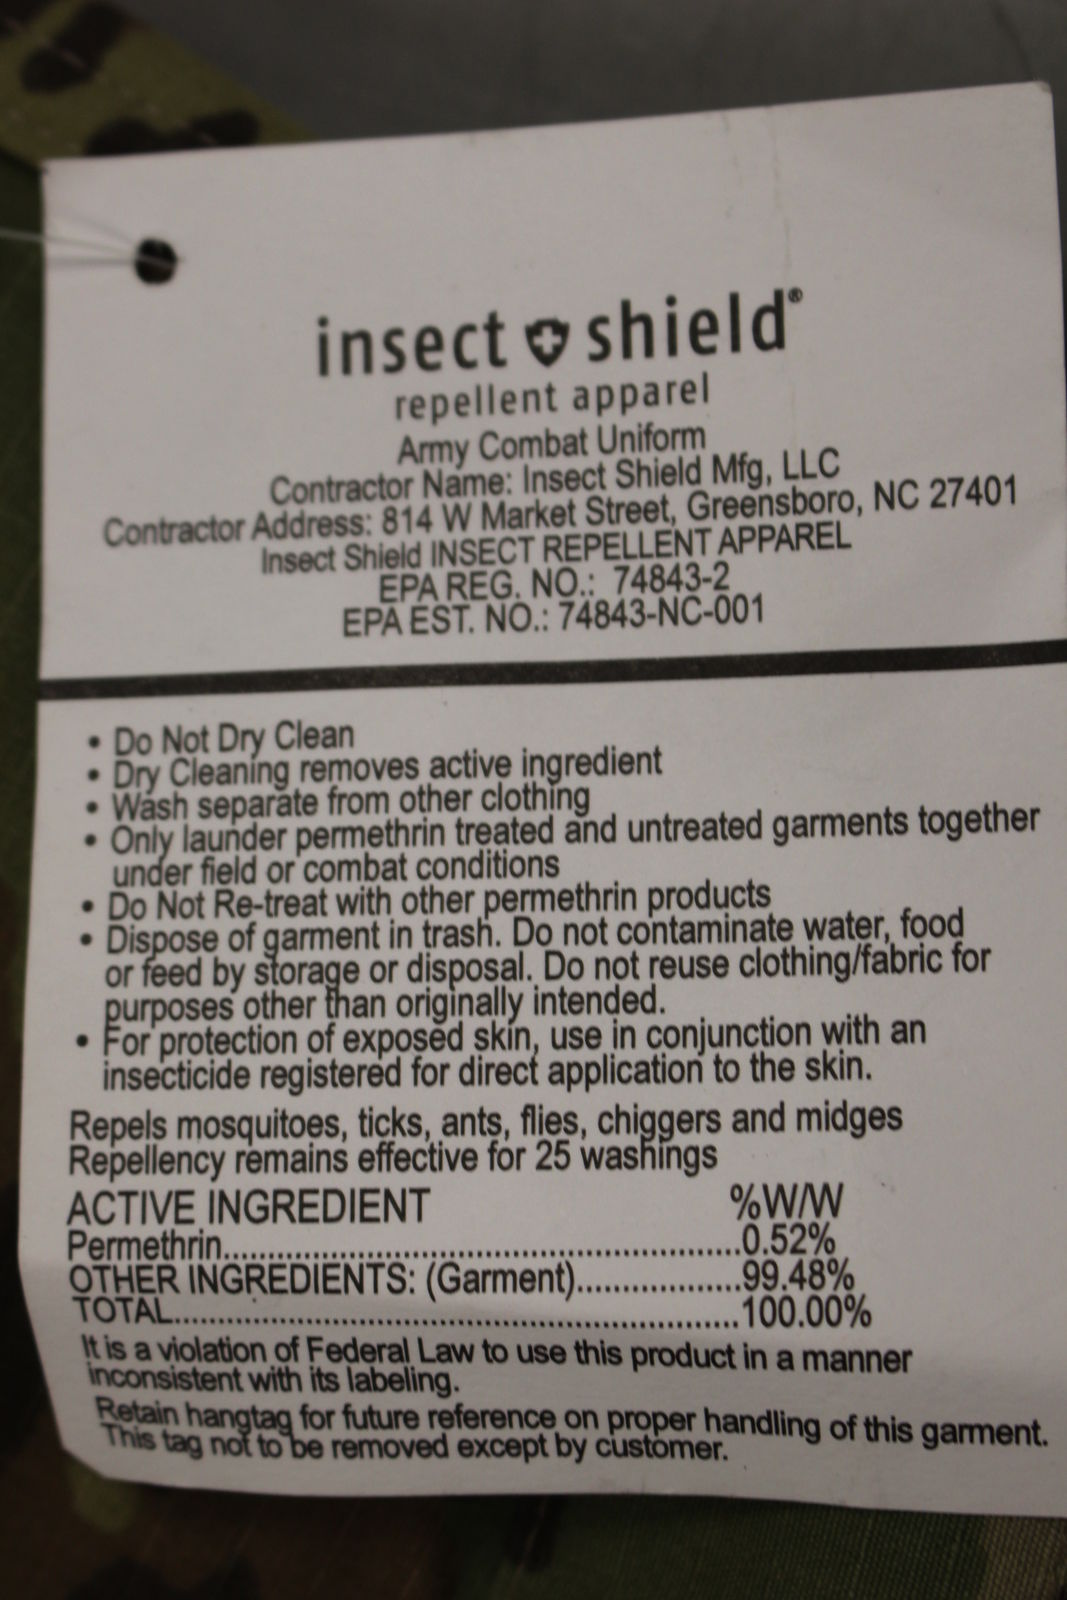 insect shield®
repellent apparel
Army Combat Uniform
Contractor Name: Insect Shield Mfg, LLC
Contractor Address: 814 W Market Street, Greensboro, NC 27401
Insect Shield INSECT REPELLENT APPAREL
EPA REG. NO.: 74843-2
EPA EST. NO.: 74843-NC-001
• Do Not Dry Clean
• Dry Cleaning removes active ingredient
• Wash separate from other clothing
• Only launder permethrin treated and untreated garments together
under field or combat conditions
• Do Not Re-treat with other permethrin products
• Dispose of garment in trash. Do not contaminate water, food
or feed by storage or disposal. Do not reuse clothing/fabric for
purposes other than originally intended.
• For protection of exposed skin, use in conjunction with an
insecticide registered for direct application to the skin.
Repels mosquitoes, ticks, ants, flies, chiggers and midges
Repellency remains effective for 25 washings
ACTIVE INGREDIENT %W/W
Permethrin..........................................................0.52%
OTHER INGREDIENTS: (Garment)..................99.48%
TOTAL................................................................100.00%
It is a violation of Federal Law to use this product in a manner
inconsistent with its labeling.
Retain hangtag for future reference on proper handling of this garment.
This tag not to be removed except by customer.